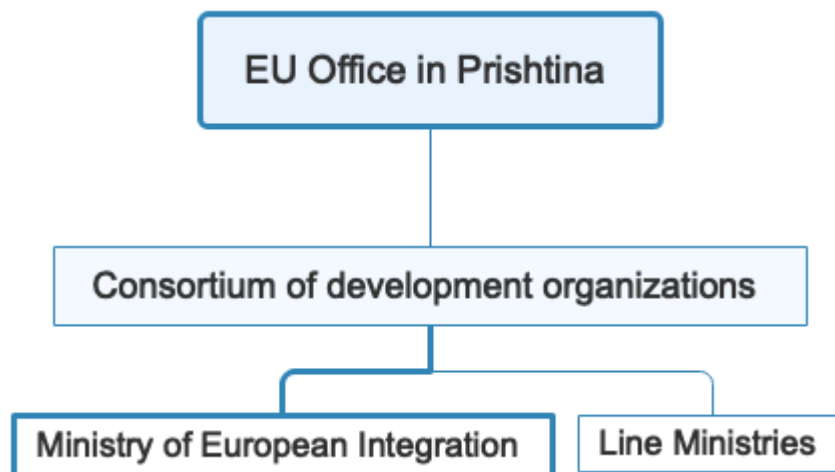 EU Office in Prishtina
Consortium of development organizations
Ministry of European Integration
Line Ministries